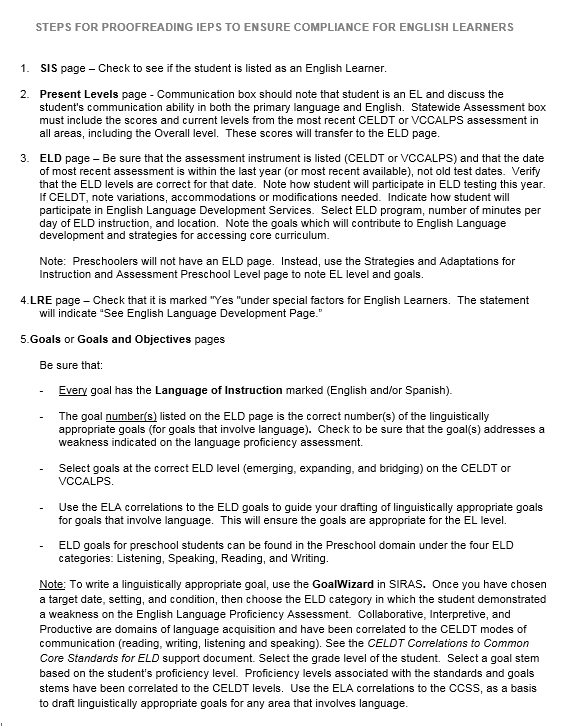 STEPS FOR PROOFREADING IEPS TO ENSURE COMPLIANCE FOR ENGLISH LEARNERS
1. SIS page – Check to see if the student is listed as an English Learner.
2. Present Levels page - Communication box should note that student is an EL and discuss the
student's communication ability in both the primary language and English. Statewide Assessment box
must include the scores and current levels from the most recent CELDT or VCCALPS assessment in
all areas, including the Overall level. These scores will transfer to the ELD page.
3. ELD page – Be sure that the assessment instrument is listed (CELDT or VCCALPS) and that the date
of most recent assessment is within the last year (or most recent available), not old test dates. Verify
that the ELD levels are correct for that date. Note how student will participate in ELD testing this year.
If CELDT, note variations, accommodations or modifications needed. Indicate how student will
participate in English Language Development Services. Select ELD program, number of minutes per
day of ELD instruction, and location. Note the goals which will contribute to English Language
development and strategies for accessing core curriculum.
Note: Preschoolers will not have an ELD page. Instead, use the Strategies and Adaptations for
Instruction and Assessment Preschool Level page to note EL level and goals.
4.LRE page – Check that it is marked "Yes "under special factors for English Learners. The statement
will indicate “See English Language Development Page.”
5.Goals or Goals and Objectives pages
Be sure that:
- Every goal has the Language of Instruction marked (English and/or Spanish).
- The goal number(s) listed on the ELD page is the correct number(s) of the linguistically
appropriate goals (for goals that involve language). Check to be sure that the goal(s) addresses a
weakness indicated on the language proficiency assessment.
- Select goals at the correct ELD level (emerging, expanding, and bridging) on the CELDT or
VCCALPS.
- Use the ELA correlations to the ELD goals to guide your drafting of linguistically appropriate goals
for goals that involve language. This will ensure the goals are appropriate for the EL level.
- ELD goals for preschool students can be found in the Preschool domain under the four ELD
categories: Listening, Speaking, Reading, and Writing.
Note: To write a linguistically appropriate goal, use the GoalWizard in SIRAS. Once you have chosen
a target date, setting, and condition, then choose the ELD category in which the student demonstrated
a weakness on the English Language Proficiency Assessment. Collaborative, Interpretive, and
Productive are domains of language acquisition and have been correlated to the CELDT modes of
communication (reading, writing, listening and speaking). See the CELDT Correlations to Common
Core Standards for ELD support document. Select the grade level of the student. Select a goal stem
based on the student’s proficiency level. Proficiency levels associated with the standards and goals
stems have been correlated to the CELDT levels. Use the ELA correlations to the CCSS, as a basis
to draft linguistically appropriate goals for any area that involves language.